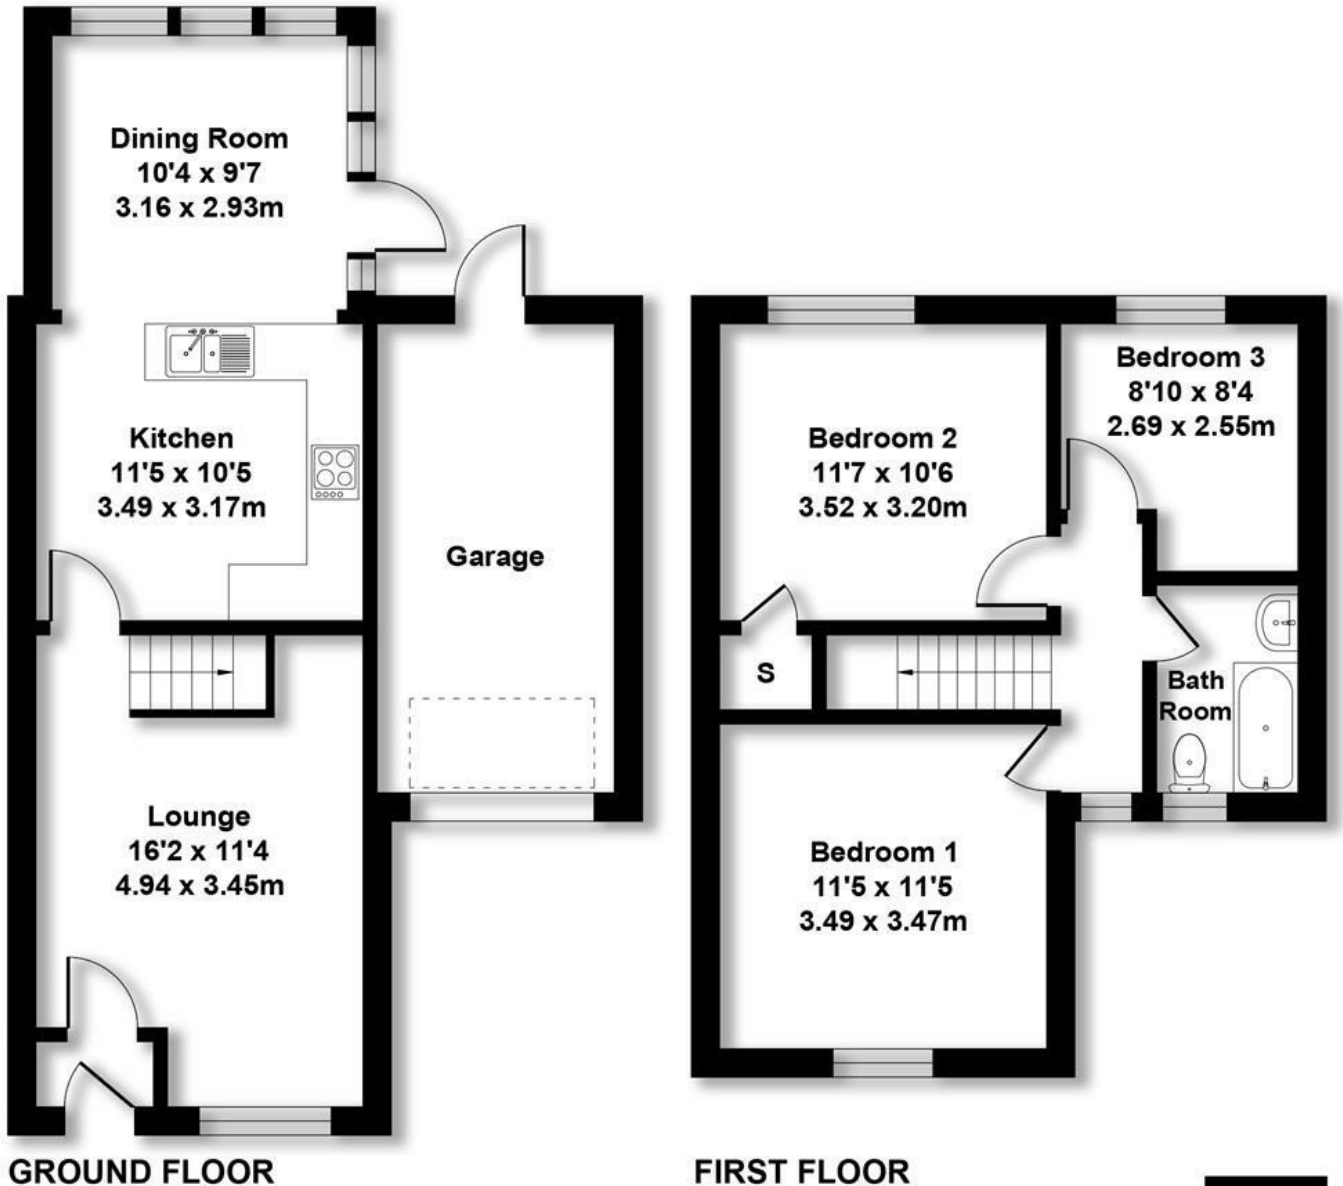 Dining Room
10'4 x 9'7
3.16 x 2.93m
Kitchen
11'5 x 10'5
3.49 x 3.17m
Garage
Lounge
16'2 x 11'4
4.94 x 3.45m
GROUND FLOOR
Bedroom 3
8'10 x 8'4
2.69 x 2.55m
Bedroom 2
11'7 x 10'6
3.52 x 3.20m
S
Bath
Room
Bedroom 1
11'5 x 11'5
3.49 x 3.47m
FIRST FLOOR